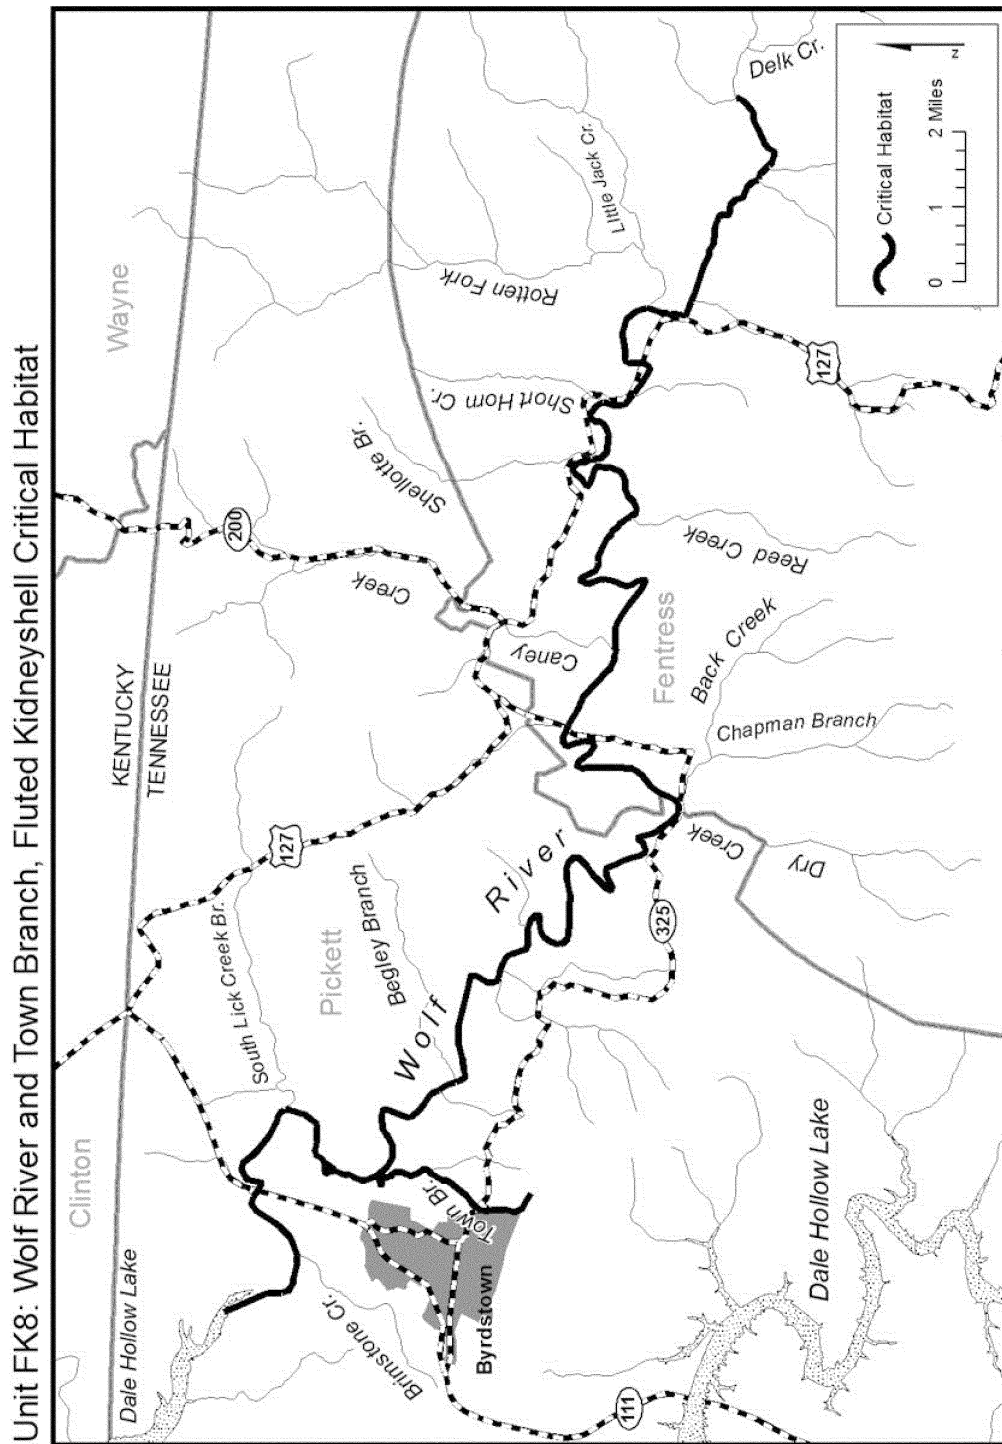 Unit FK8: Wolf River and Town Branch, Fluted Kidneyshell Critical Habitat
Clinton
Wayne
KENTUCKY
TENNESSEE
Dale Hollow Lake
127
200
South Lick Creek Br.
Pickett
Begley Branch
Creek
Shellotte Br.
Short Horn Cr.
Rotten Fork
Little Jack Cr.
Delk Cr.
Brimstone Cr.
Town Br.
Byrdstown
Wolf
River
Caney
Fentress
Reed Creek
Back Creek
Chapman Branch
Creek
Dry
325
127
111
Dale Hollow Lake
Critical Habitat
0 1 2 Miles
N